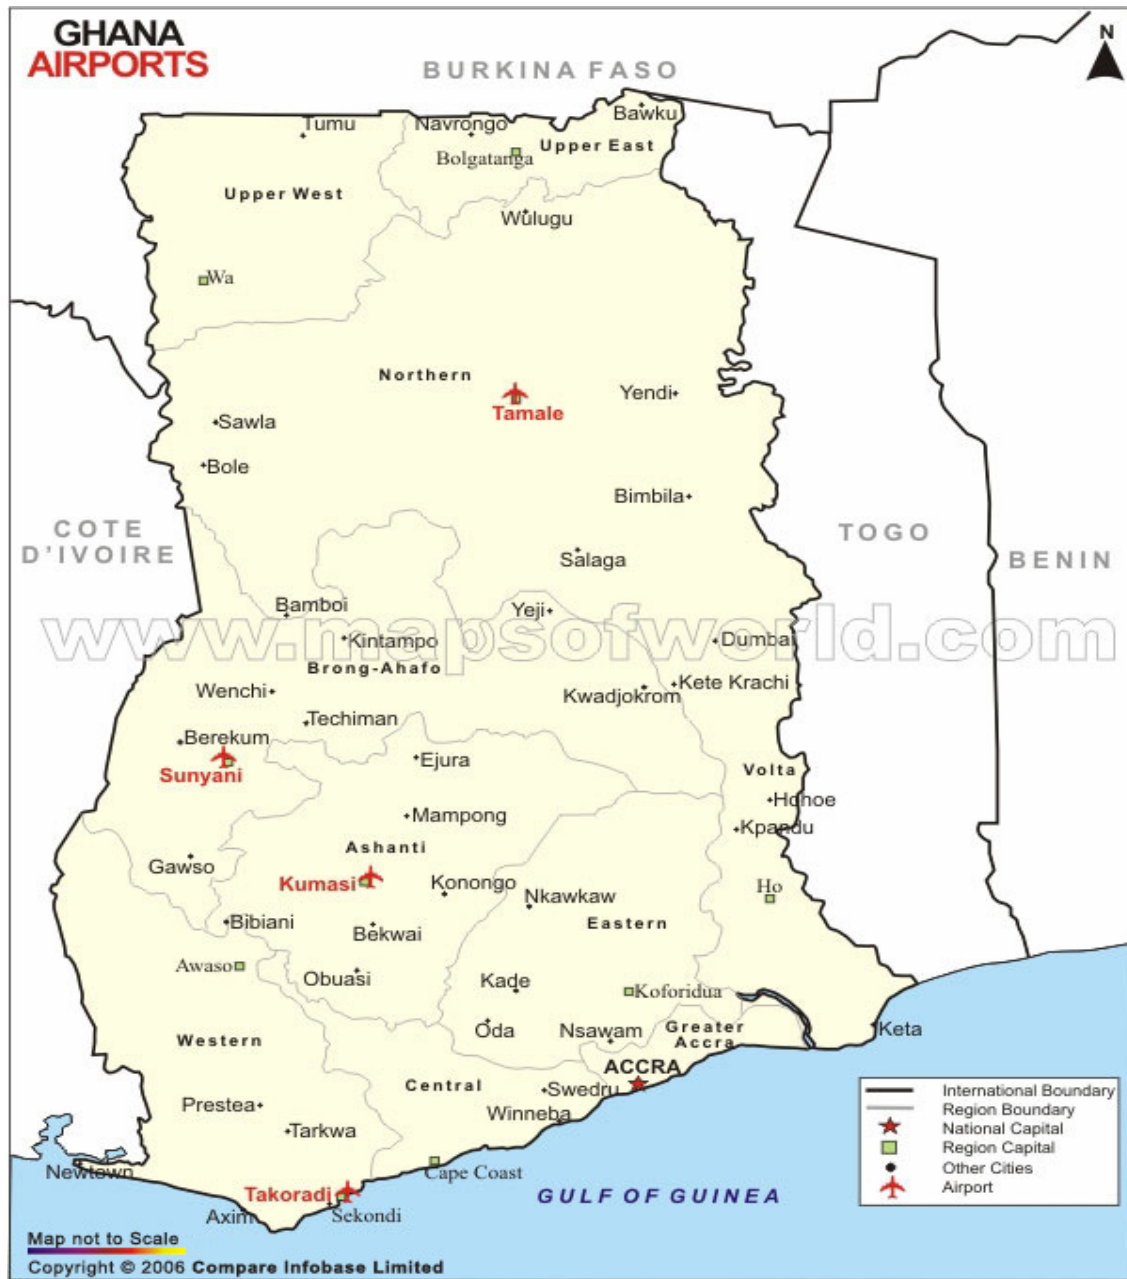 GHANA
AIRPORTS
N
BURKINA FASO
Bawku
Tumu
Navrongo
Upper East
Bolgatanga
Upper West
Wulugu
Wa
Northern
Yendi
Tamale
Sawla
Bole
Bimbila
COTE
D'IVOIRE
TOGO
BENIN
Salaga
Bamboi
Yeji
www.mapsofworld.com
Kintampo
Dumbai
Brong-Ahafo
Wenchi
Kwadjokrom
Kete Krachi
Techiman
Berekum
Ejura
Sunyani
Volta
Hohoe
Mampong
Kpandu
Ashanti
Gawso
Kumasi
Konongo
Nkawkaw
Ho
Bibiani
Bekwai
Eastern
Awaso
Obuasi
Kade
Koforidua
Oda
Nsawam
Greater
Accra
Keta
Western
ACCRA
Central
Swedru
Prestea
Winneba
Tarkwa
Newtown
Cape Coast
Takoradi
Axim
Sekondi
GULF OF GUINEA
International Boundary
Region Boundary
National Capital
Region Capital
Other Cities
Airport
Map not to Scale
Copyright © 2006 Compare Infobase Limited